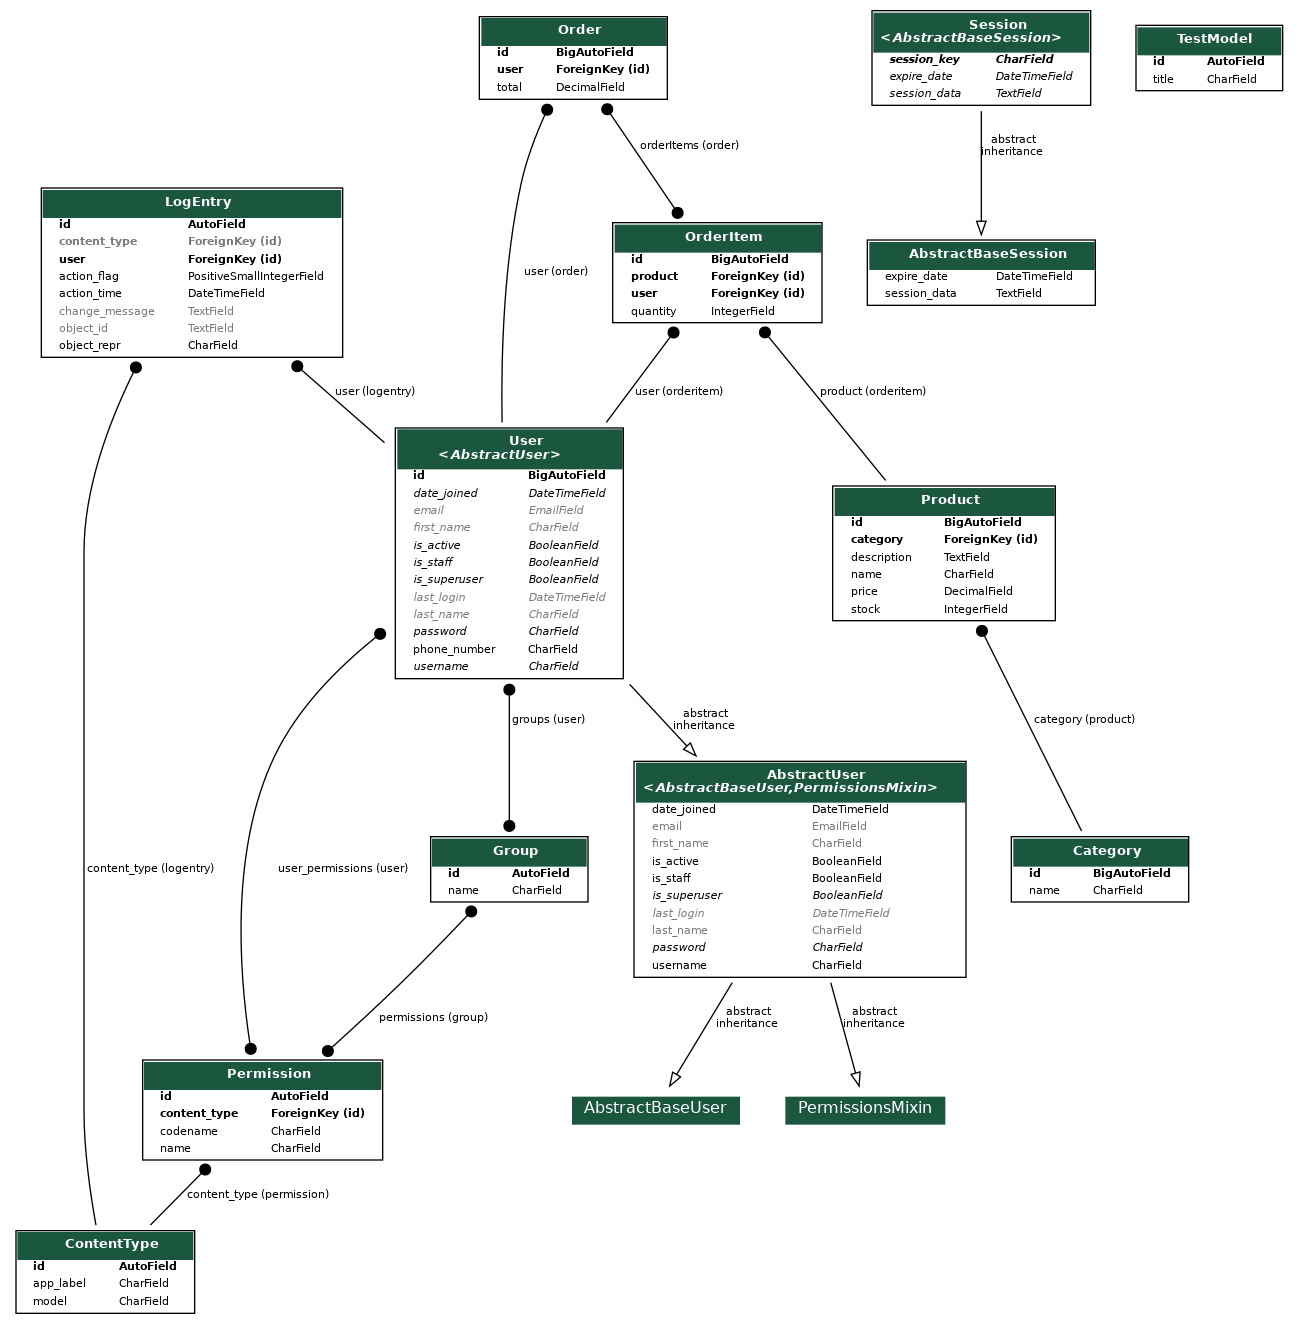 Order
id BigAutoField
user ForeignKey (id)
total DecimalField
Session
<AbstractBaseSession>
session_key CharField
expire_date DateTimeField
session_data TextField
TestModel
id AutoField
title CharField
orderItems (order)
abstract
inheritance
LogEntry
id AutoField
content_type ForeignKey (id)
user ForeignKey (id)
action_flag PositiveSmallIntegerField
action_time DateTimeField
change_message TextField
object_id TextField
object_repr CharField
user (order)
OrderItem
id BigAutoField
product ForeignKey (id)
user ForeignKey (id)
quantity IntegerField
AbstractBaseSession
expire_date DateTimeField
session_data TextField
user (logentry)
user (orderitem)
product (orderitem)
User
<AbstractUser>
id BigAutoField
date_joined DateTimeField
email EmailField
first_name CharField
is_active BooleanField
is_staff BooleanField
is_superuser BooleanField
last_login DateTimeField
last_name CharField
password CharField
phone_number CharField
username CharField
Product
id BigAutoField
category ForeignKey (id)
description TextField
name CharField
price DecimalField
stock IntegerField
groups (user)
abstract
inheritance
category (product)
AbstractUser
<AbstractBaseUser,PermissionsMixin>
date_joined DateTimeField
email EmailField
first_name CharField
is_active BooleanField
is_staff BooleanField
is_superuser BooleanField
last_login DateTimeField
last_name CharField
password CharField
username CharField
content_type (logentry)
user_permissions (user)
Group
id AutoField
name CharField
Category
id BigAutoField
name CharField
permissions (group)
abstract
inheritance
abstract
inheritance
Permission
id AutoField
content_type ForeignKey (id)
codename CharField
name CharField
AbstractBaseUser
PermissionsMixin
content_type (permission)
ContentType
id AutoField
app_label CharField
model CharField